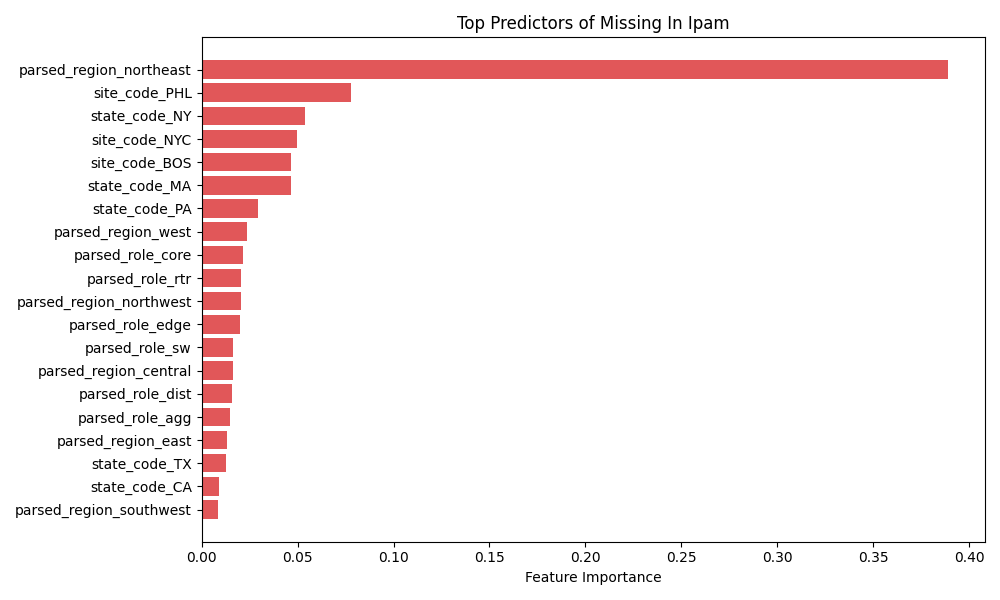 Top Predictors of Missing In Ipam
parsed_region_northeast
site_code_PHL
state_code_NY
site_code_NYC
site_code_BOS
state_code_MA
state_code_PA
parsed_region_west
parsed_role_core
parsed_role_rtr
parsed_region_northwest
parsed_role_edge
parsed_role_sw
parsed_region_central
parsed_role_dist
parsed_role_agg
parsed_region_east
state_code_TX
state_code_CA
parsed_region_southwest
0.00 0.05 0.10 0.15 0.20 0.25 0.30 0.35 0.40
Feature Importance